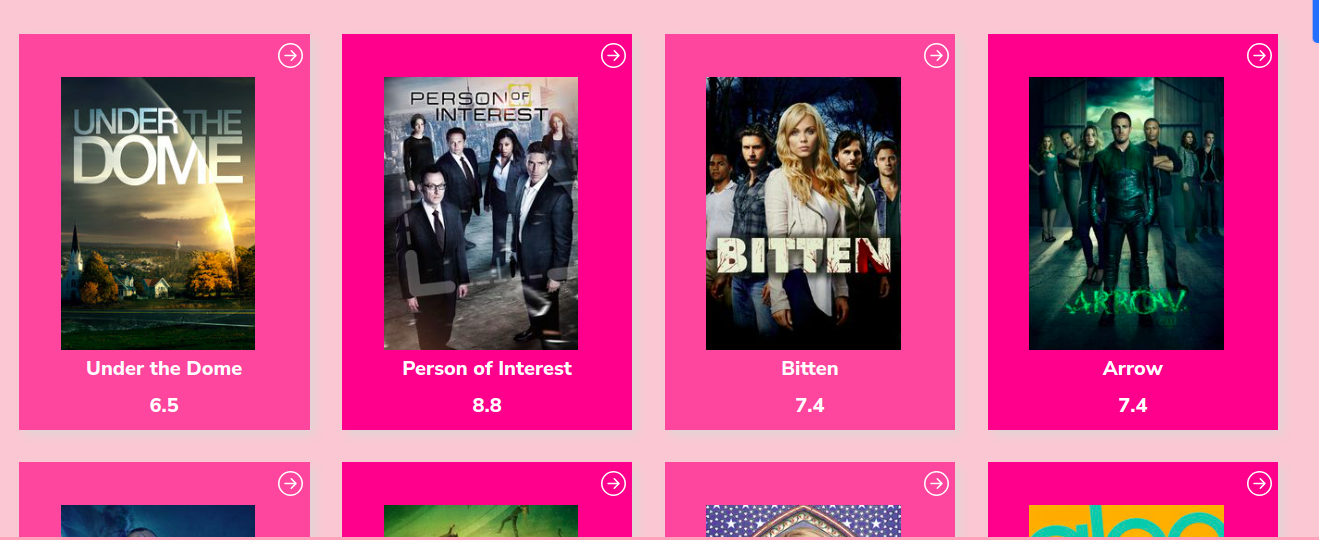 UNDER THE
DOME
PERSON OF
INTEREST
BITTEN
ARROW
Under the Dome
Person of Interest
Bitten
Arrow
6.5
8.8
7.4
7.4
glee